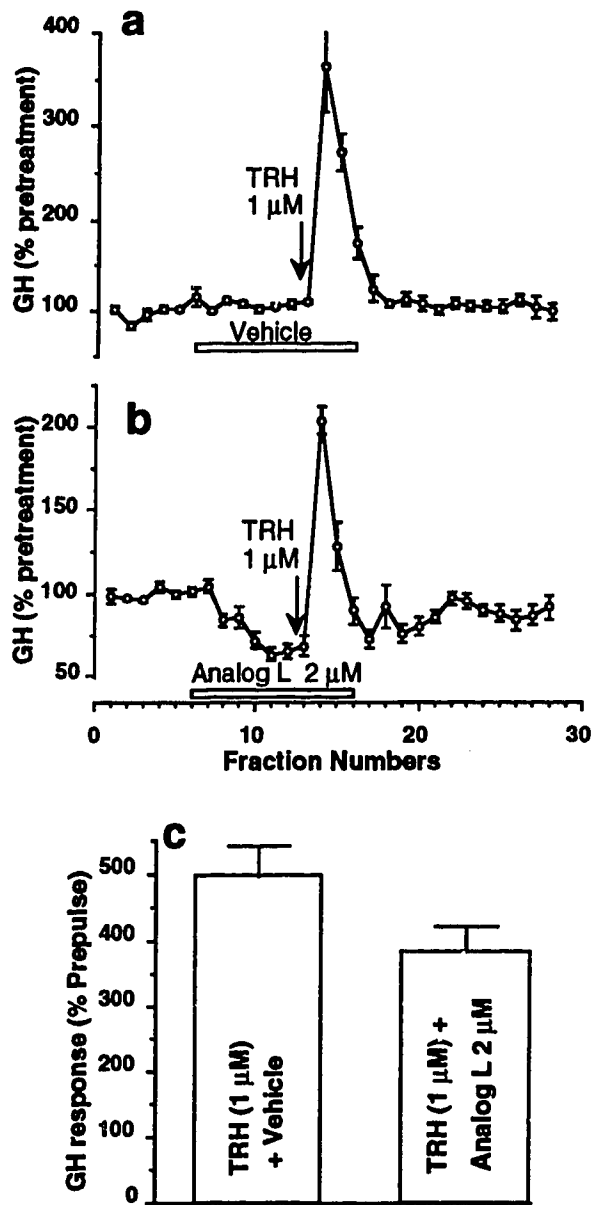 a
400
300
200
100
GH (% pretreatment)
TRH
1 µM
Vehicle
b
200
150
100
50
GH (% pretreatment)
TRH
1 µM
Analog L 2 µM
0 10 20 30
Fraction Numbers
c
500
400
300
200
100
0
GH response (% Prepulse)
TRH (1 µM)
+ Vehicle
TRH (1 µM) +
Analog L 2 µM